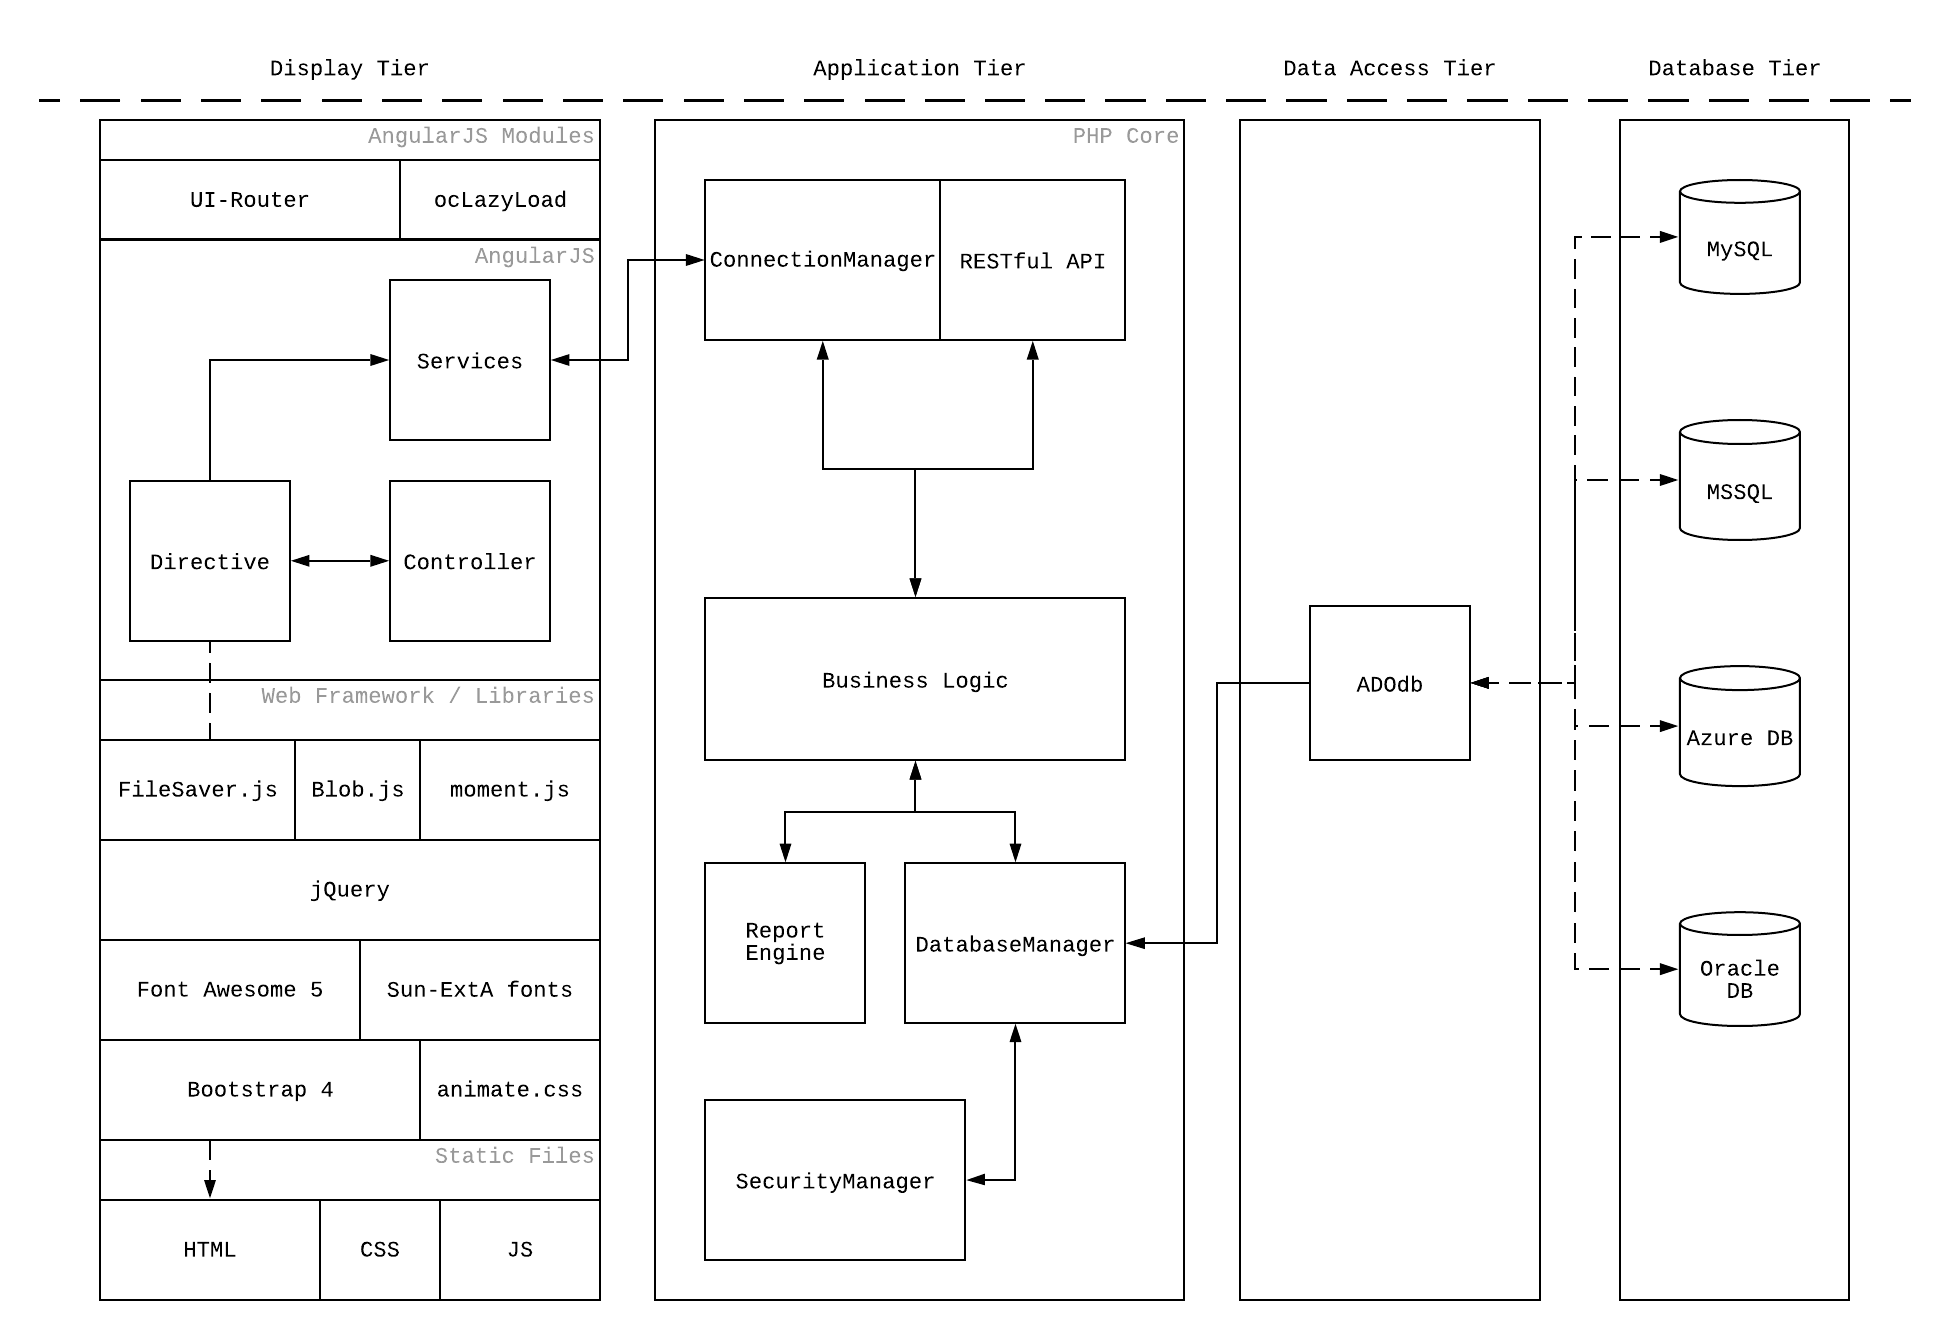 Display Tier
Application Tier
Data Access Tier
Database Tier
AngularJS Modules
UI-Router
ocLazyLoad
AngularJS
Services
Directive
Controller
Web Framework / Libraries
FileSaver.js
Blob.js
moment.js
jQuery
Font Awesome 5
Sun-ExtA fonts
Bootstrap 4
animate.css
Static Files
HTML
CSS
JS
PHP Core
ConnectionManager
RESTful API
Business Logic
Report
Engine
DatabaseManager
SecurityManager
ADOdb
MySQL
MSSQL
Azure DB
Oracle
DB